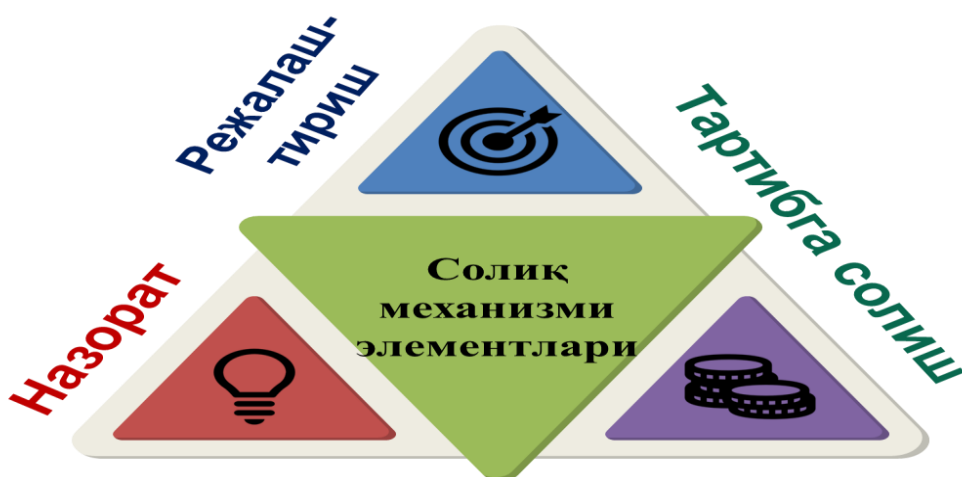 Режалаш-
тириш
Тартибга солиш
Назорат
Солиқ
механизми
элементлари